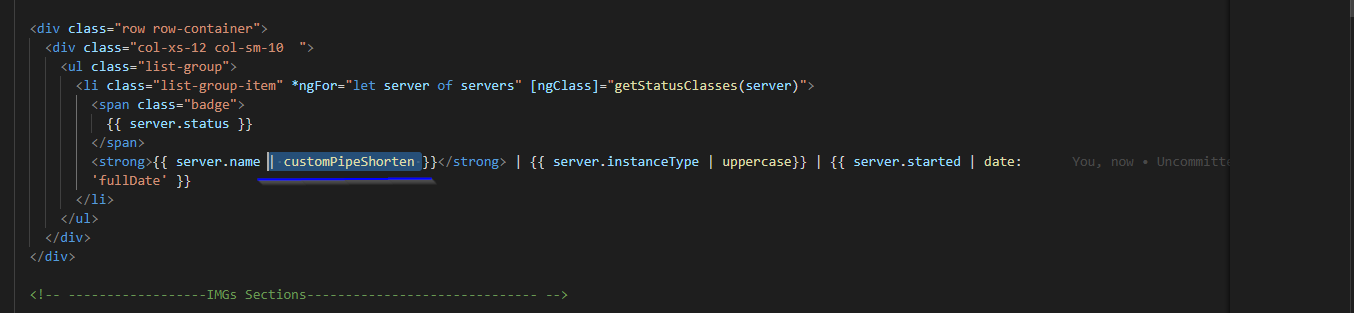 <div class="row row-container">
<div class="col-xs-12 col-sm-10  ">
<ul class="list-group">
<li class="list-group-item" *ngFor="let server of servers" [ngClass]="getStatusClasses(server)">
<span class="badge">
{{ server.status }}
</span>
<strong>{{ server.name | customPipeShorten }}</strong> | {{ server.instanceType | uppercase}} | {{ server.started | date: You, now • Uncommitte
'fullDate' }}
</li>
</ul>
</div>
</div>
<!-- ------------------IMGs Sections------------------------------ -->